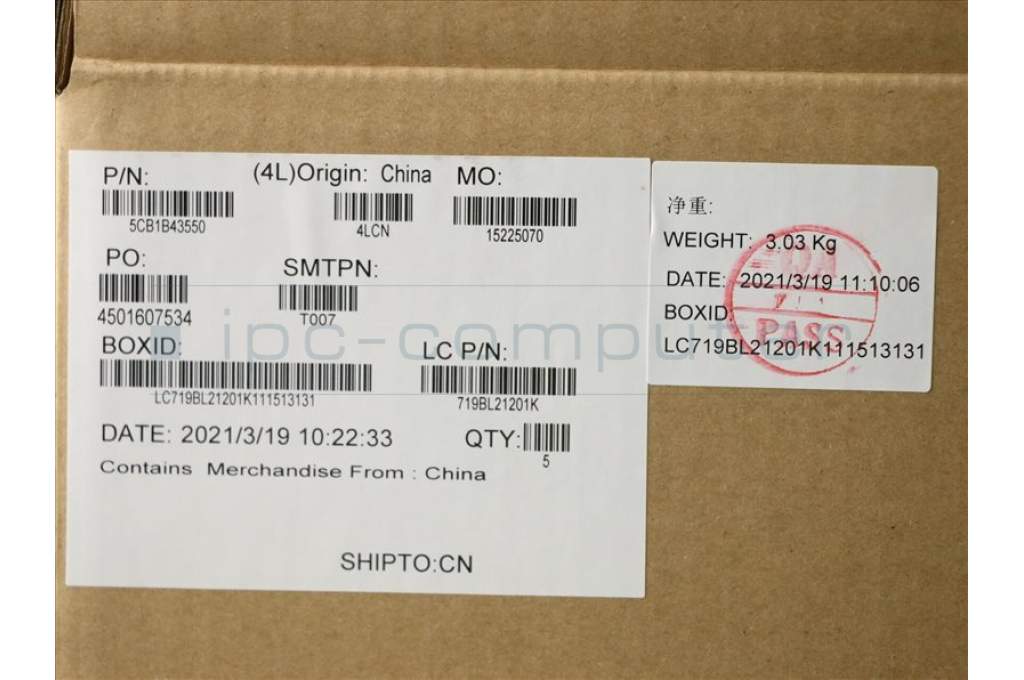 P/N: (4L)Origin: China MO:
5CB1B43550 4LCN 15225070
PO: SMTPN:
4501607534 T007
BOXID: LC P/N:
LC719BL21201K111513131 719BL21201K
DATE: 2021/3/19 10:22:33 QTY:
5
Contains Merchandise From : China
SHIPTO:CN
净重:
WEIGHT: 3.03 Kg
DATE: 2021/3/19 11:10:06
BOXID:
LC719BL21201K111513131
QA
PASS
ipc-computer